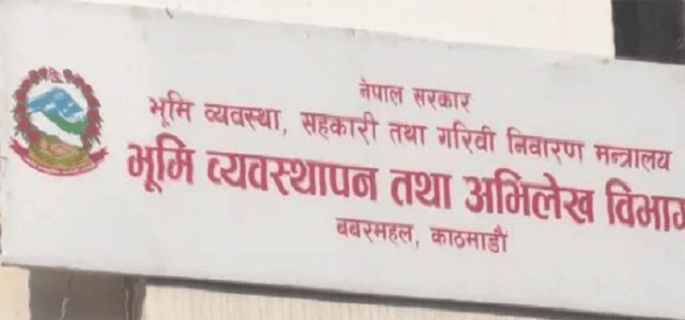 नेपाल सरकार
भूमि व्यवस्था, सहकारी तथा गरिवी निवारण मन्त्रालय
भूमि व्यवस्थापन तथा अभिलेख विभाग
बबरमहल, काठमाडौं